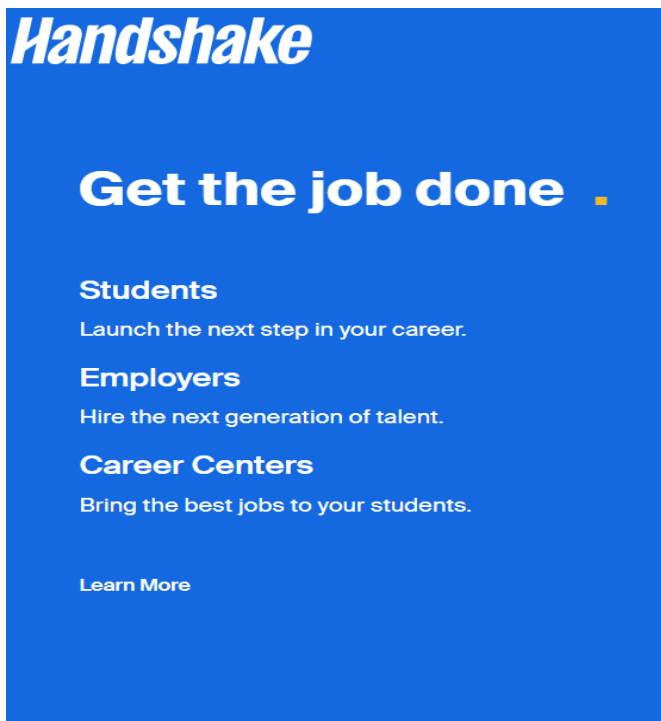 Handshake
Get the job done .
Students
Launch the next step in your career.
Employers
Hire the next generation of talent.
Career Centers
Bring the best jobs to your students.
Learn More